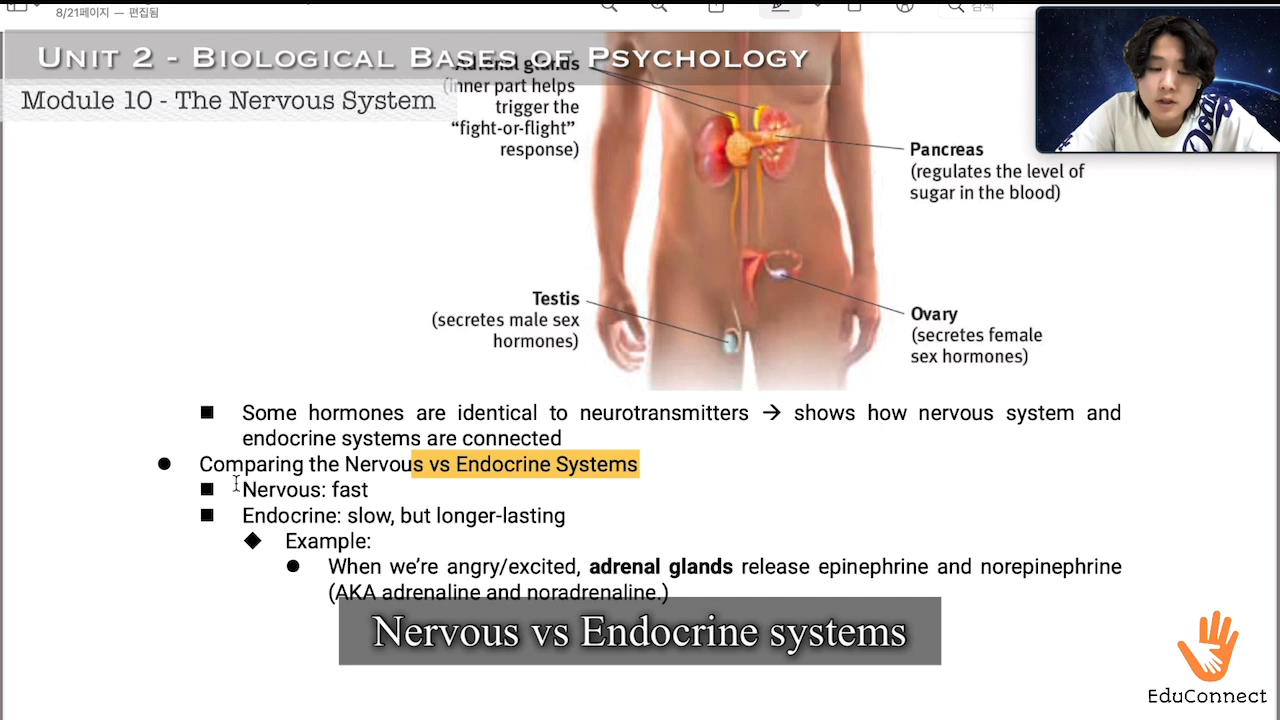 8/21페이지 — 편집됨
검색
UNIT 2 - BIOLOGICAL BASES OF PSYCHOLOGY
Module 10 - The Nervous System
Adrenal glands
(inner part helps
trigger the
“fight-or-flight”
response)
Pancreas
(regulates the level of
sugar in the blood)
Testis
(secretes male sex
hormones)
Ovary
(secretes female
sex hormones)
■ Some hormones are identical to neurotransmitters → shows how nervous system and
endocrine systems are connected
● Comparing the Nervous vs Endocrine Systems
■ Nervous: fast
■ Endocrine: slow, but longer-lasting
◆ Example:
● When we’re angry/excited, adrenal glands release epinephrine and norepinephrine
(AKA adrenaline and noradrenaline.)
Nervous vs Endocrine systems
EduConnect